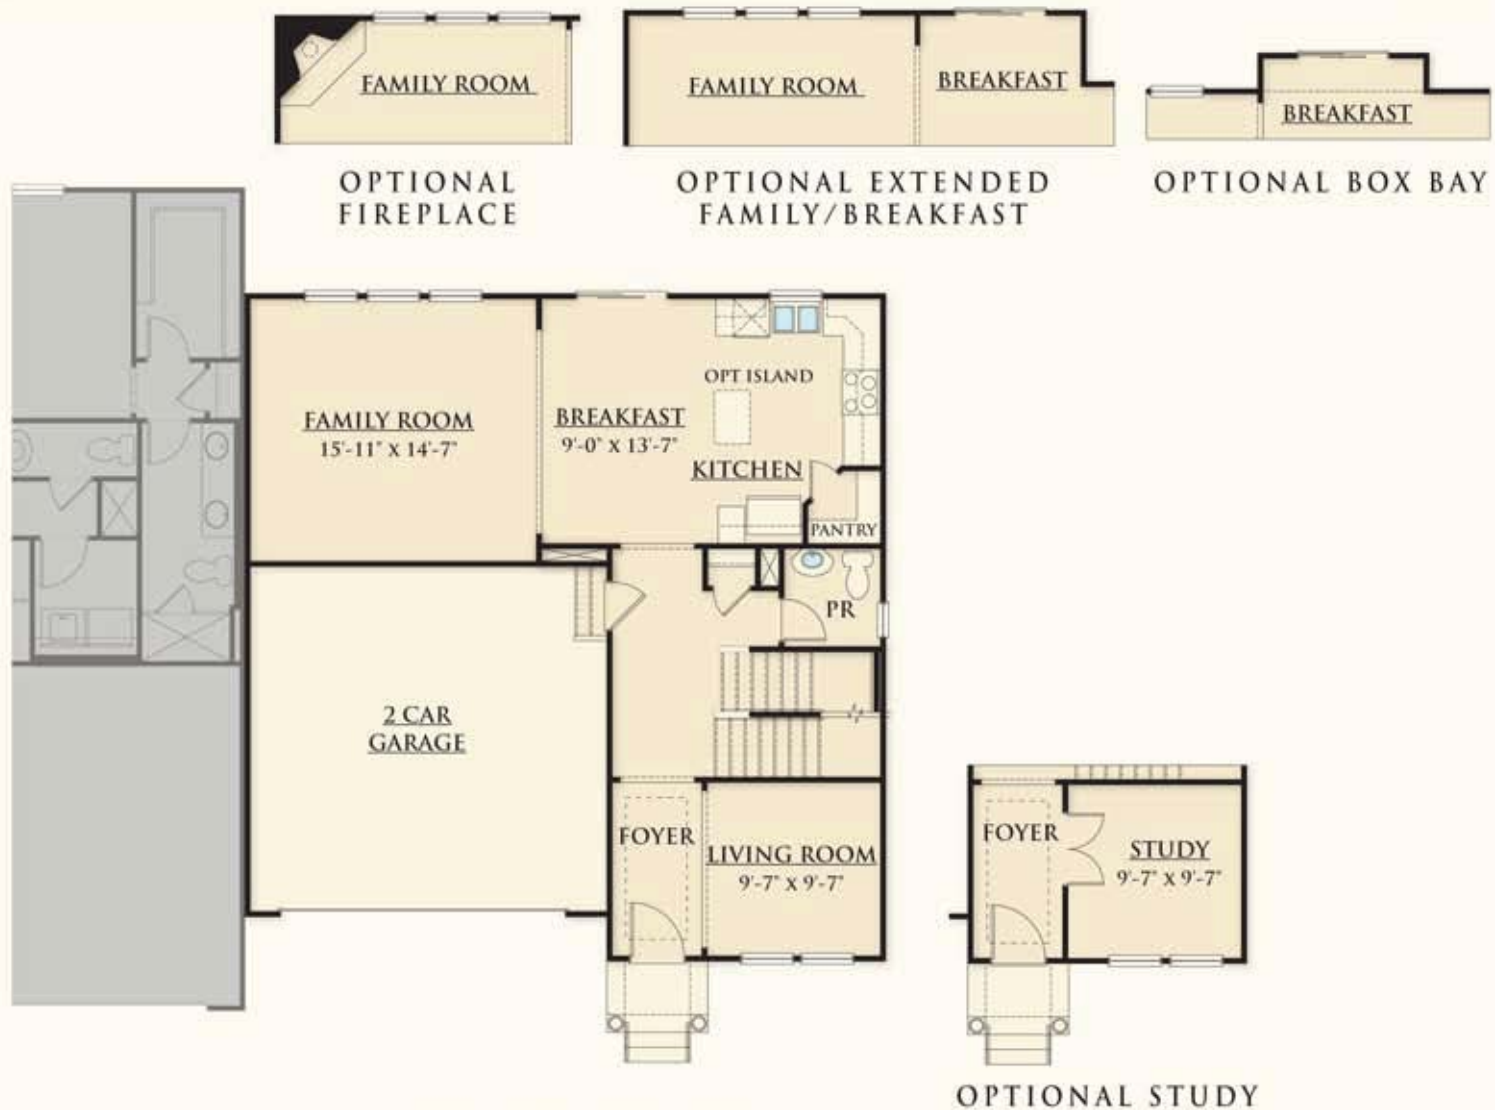 FAMILY ROOM
OPTIONAL
FIREPLACE
FAMILY ROOM
BREAKFAST
OPTIONAL EXTENDED
FAMILY/BREAKFAST
BREAKFAST
OPTIONAL BOX BAY
FAMILY ROOM
15'-11" X 14'-7"
BREAKFAST
9'-0" X 13'-7"
OPT ISLAND
KITCHEN
PANTRY
PR
2 CAR
GARAGE
FOYER
LIVING ROOM
9'-7" X 9'-7"
FOYER
STUDY
9'-7" X 9'-7"
OPTIONAL STUDY